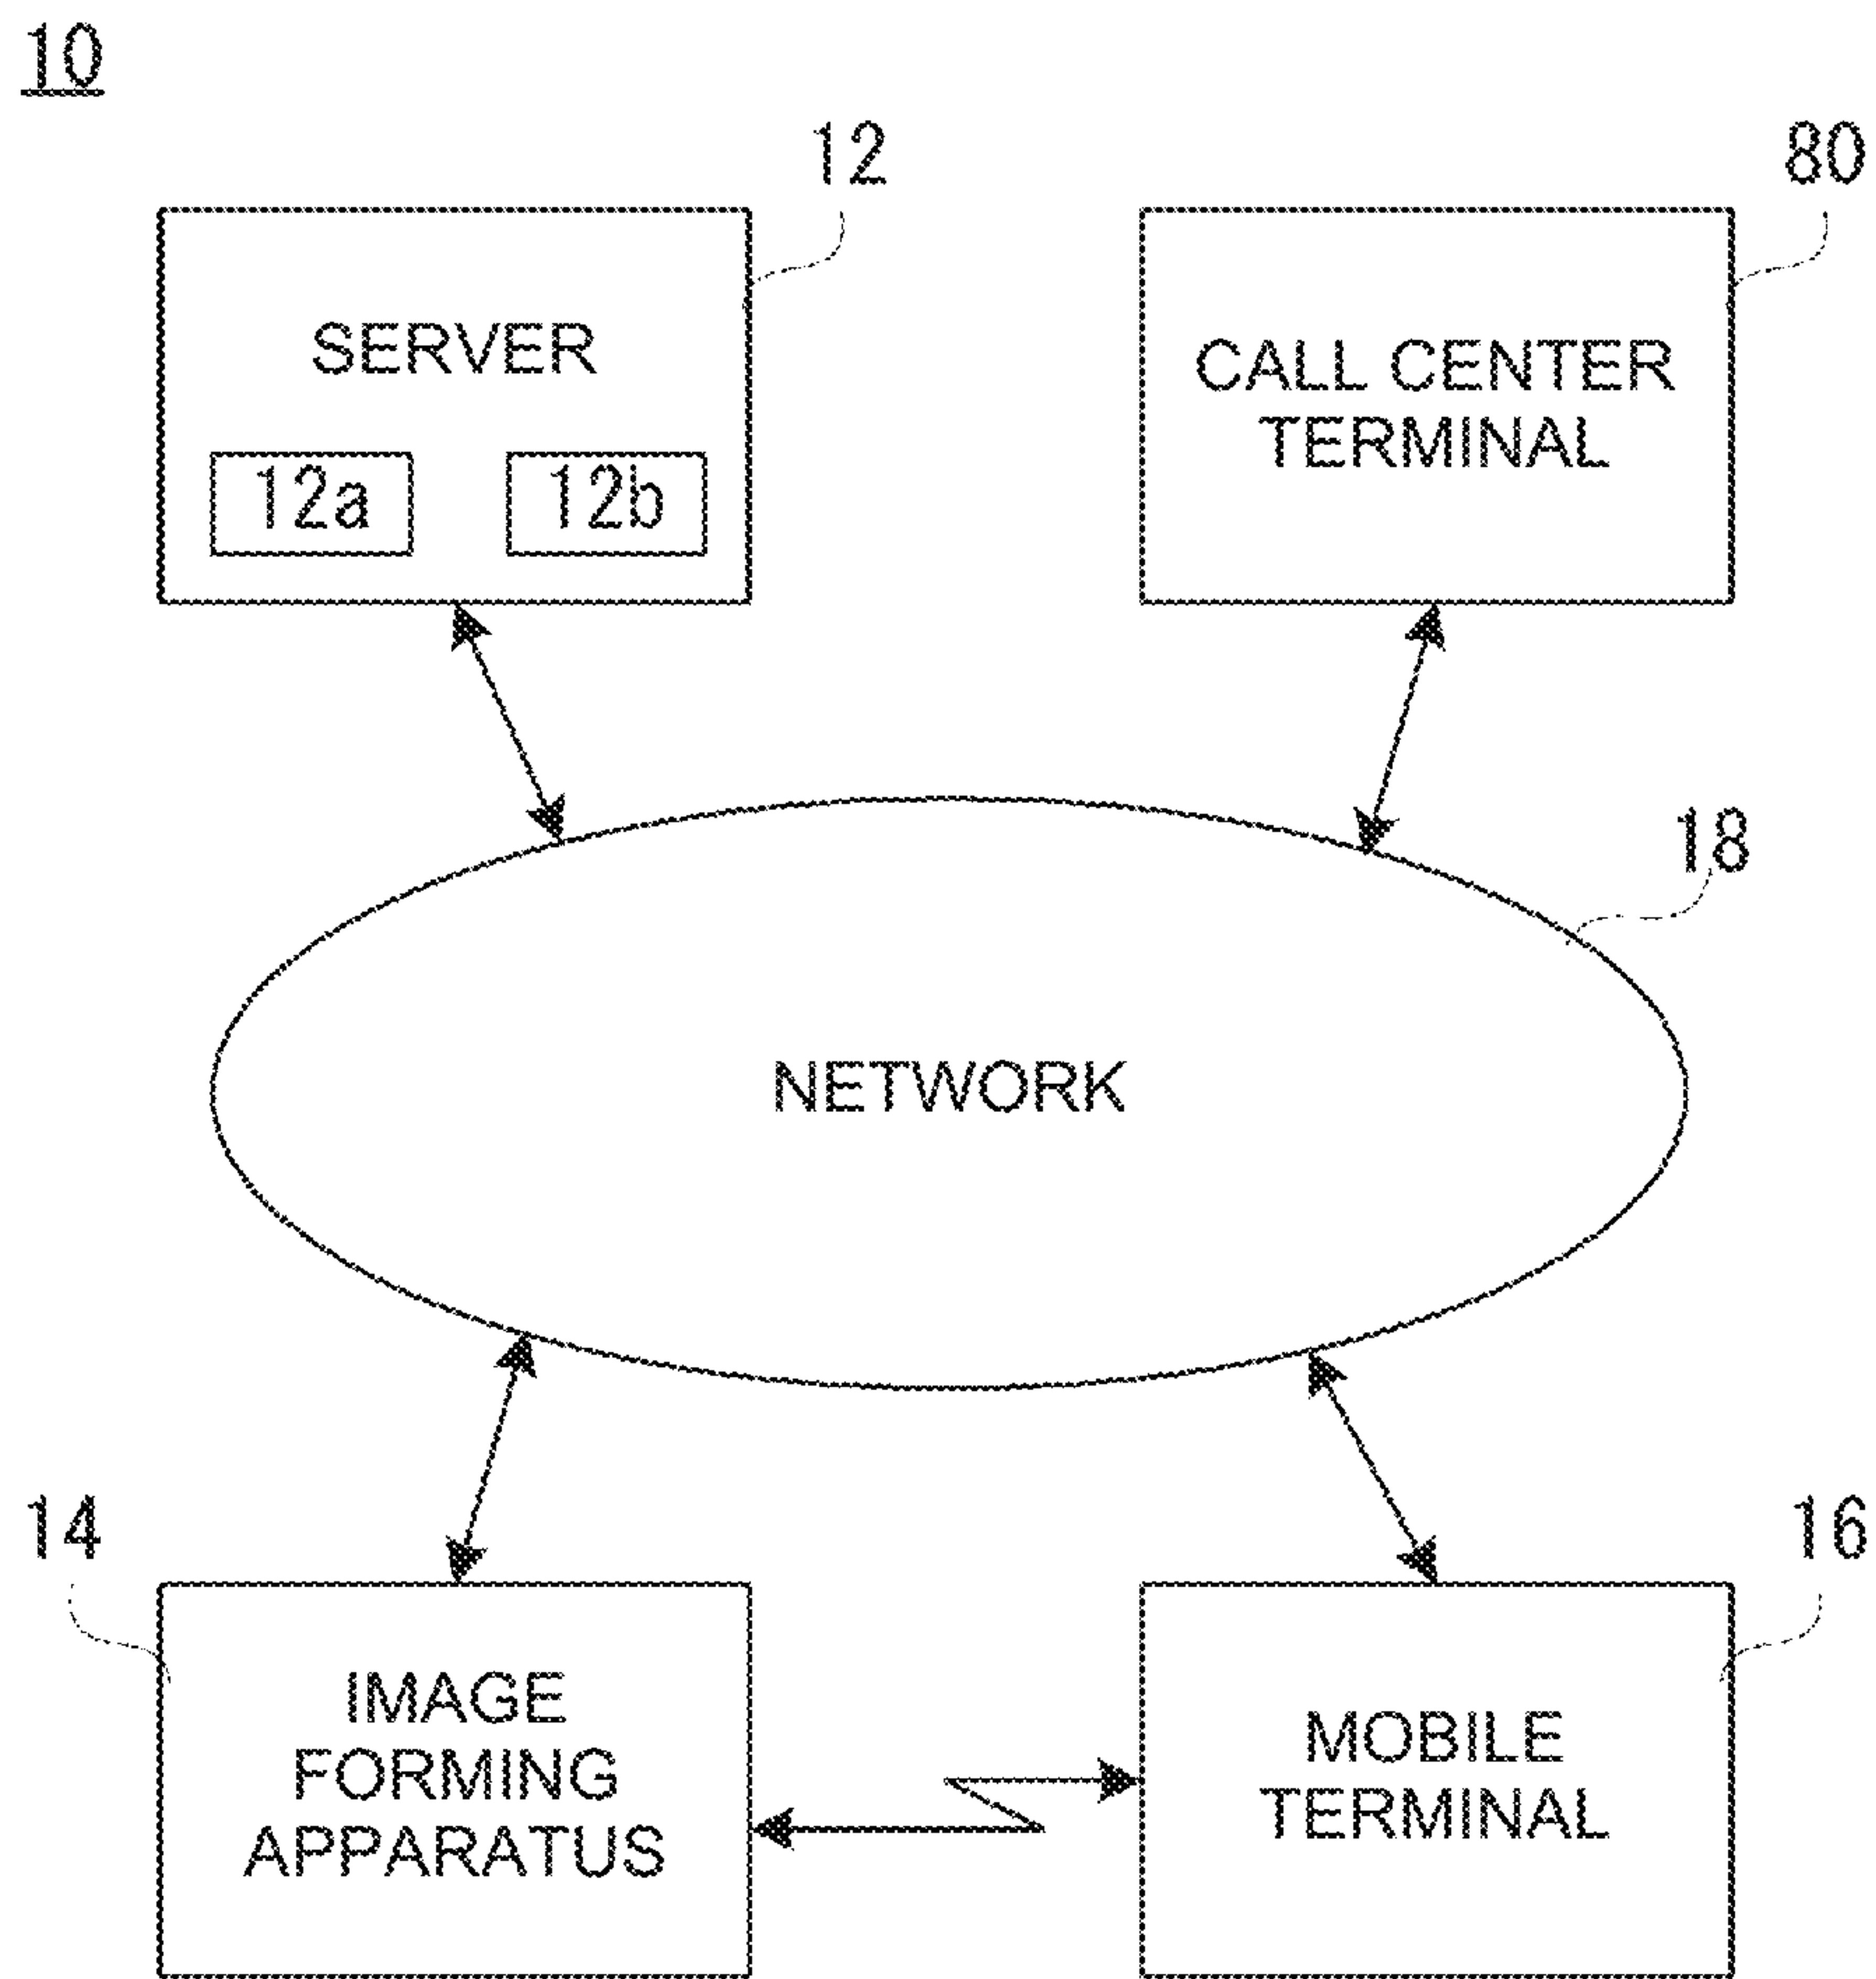 10
12
80
SERVER
12a
12b
CALL CENTER
TERMINAL
18
NETWORK
14
16
IMAGE
FORMING
APPARATUS
MOBILE
TERMINAL